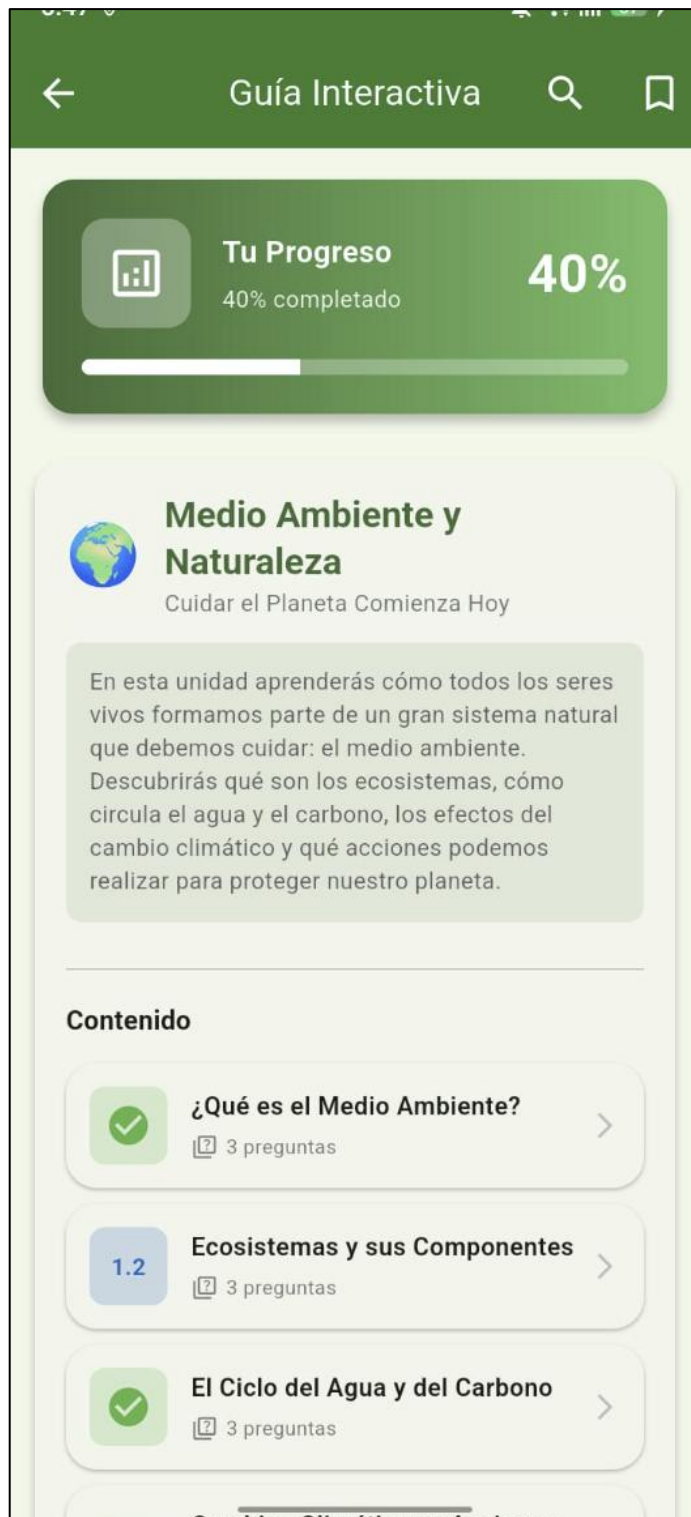 Guía Interactiva
Tu Progreso
40% completado
40%
Medio Ambiente y
Naturaleza
Cuidar el Planeta Comienza Hoy
En esta unidad aprenderás cómo todos los seres
vivos formamos parte de un gran sistema natural
que debemos cuidar: el medio ambiente.
Descubrirás qué son los ecosistemas, cómo
circula el agua y el carbono, los efectos del
cambio climático y qué acciones podemos
realizar para proteger nuestro planeta.
Contenido
¿Qué es el Medio Ambiente?
3 preguntas
1.2
Ecosistemas y sus Componentes
3 preguntas
El Ciclo del Agua y del Carbono
3 preguntas